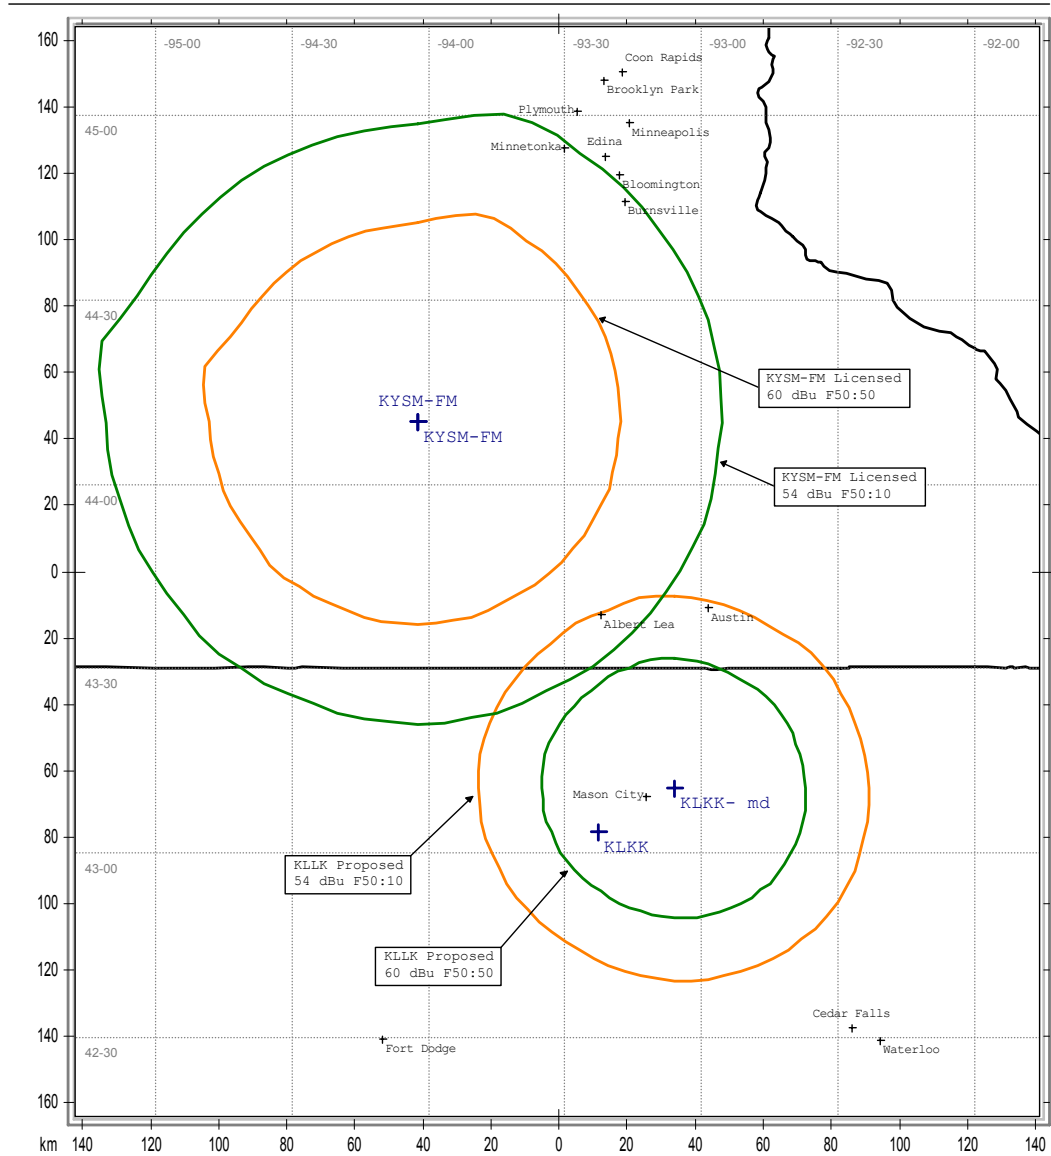 160
140
120
100
80
60
40
20
0
20
40
60
80
100
120
140
160
-95-00
-94-30
-94-00
-93-30
-93-00
-92-30
-92-00
Coon Rapids
Brooklyn Park
Plymouth
45-00
Minneapolis
Edina
Minnetonka
Bloomington
Burnsville
44-30
KYSM-FM Licensed
60 dBu F50:50
KYSM-FM
KYSM-FM
KYSM-FM Licensed
54 dBu F50:10
44-00
Albert Lea
Austin
43-30
Mason City
KLKK- md
KLKK
43-00
KLLK Proposed
54 dBu F50:10
KLLK Proposed
60 dBu F50:50
Cedar Falls
Waterloo
Fort Dodge
42-30
km
140
120
100
80
60
40
20
0
20
40
60
80
100
120
140